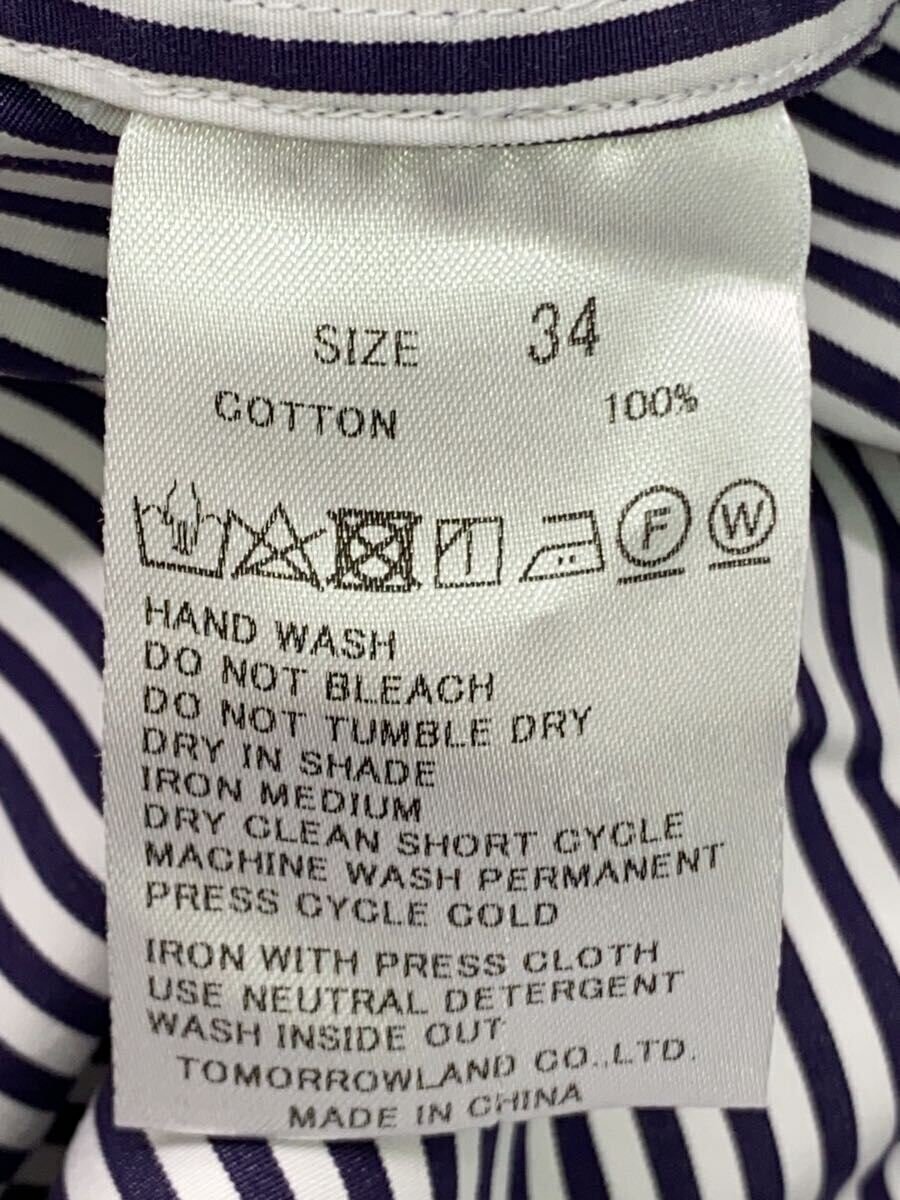 SIZE 34
COTTON 100%
F W
HAND WASH
DO NOT BLEACH
DO NOT TUMBLE DRY
DRY IN SHADE
IRON MEDIUM
DRY CLEAN SHORT CYCLE
MACHINE WASH PERMANENT
PRESS CYCLE COLD
IRON WITH PRESS CLOTH
USE NEUTRAL DETERGENT
WASH INSIDE OUT
TOMORROWLAND CO.,LTD.
MADE IN CHINA